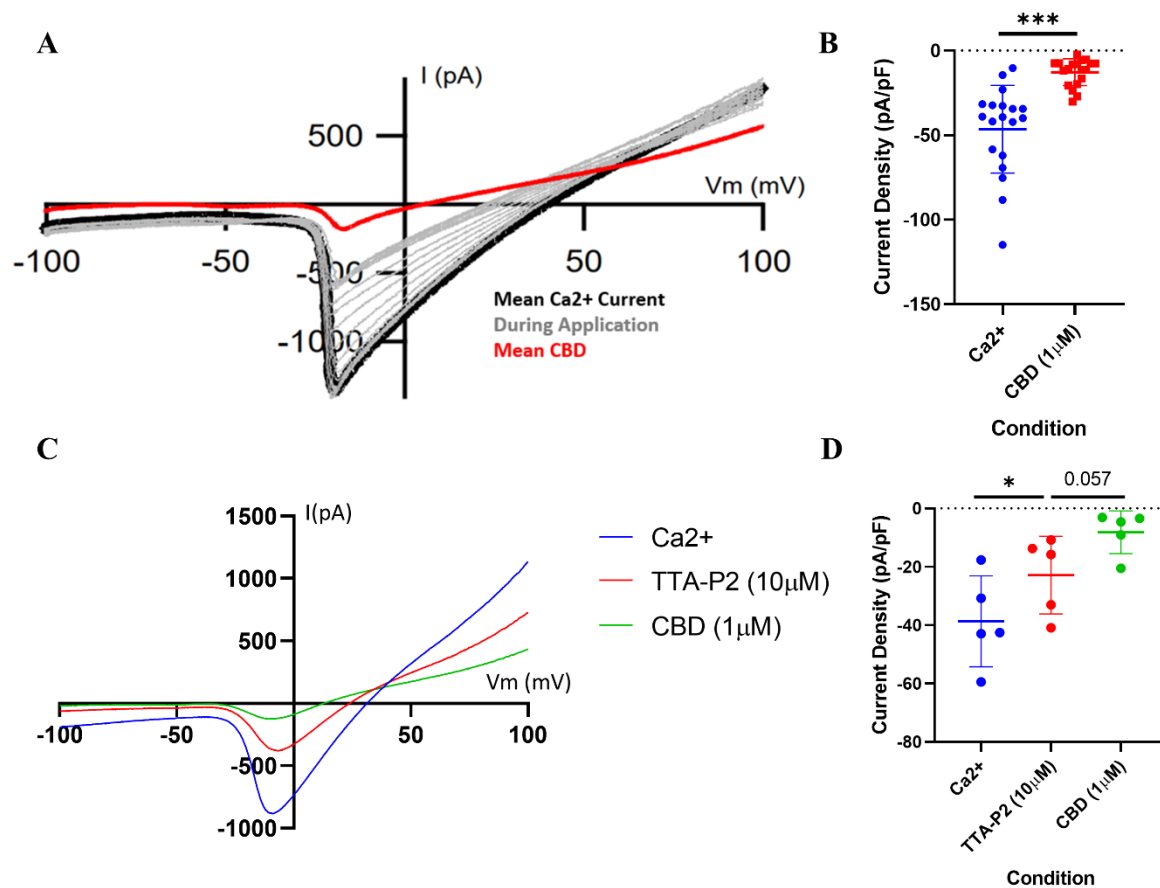 A
I (pA)
500
Vm (mV)
-100
-50
50
100
-500
-1000
Mean Ca2+ Current
During Application
Mean CBD
B
***
0
-50
-100
-150
Current Density (pA/pF)
Ca2+
CBD (1μM)
Condition
C
I(pA)
1500
1000
500
Vm (mV)
-100
-50
50
100
-500
-1000
Ca2+
TTA-P2 (10μM)
CBD (1μM)
D
*
0.057
0
-20
-40
-60
-80
Current Density (pA/pF)
Ca2+
TTA-P2 (10μM)
CBD (1μM)
Condition